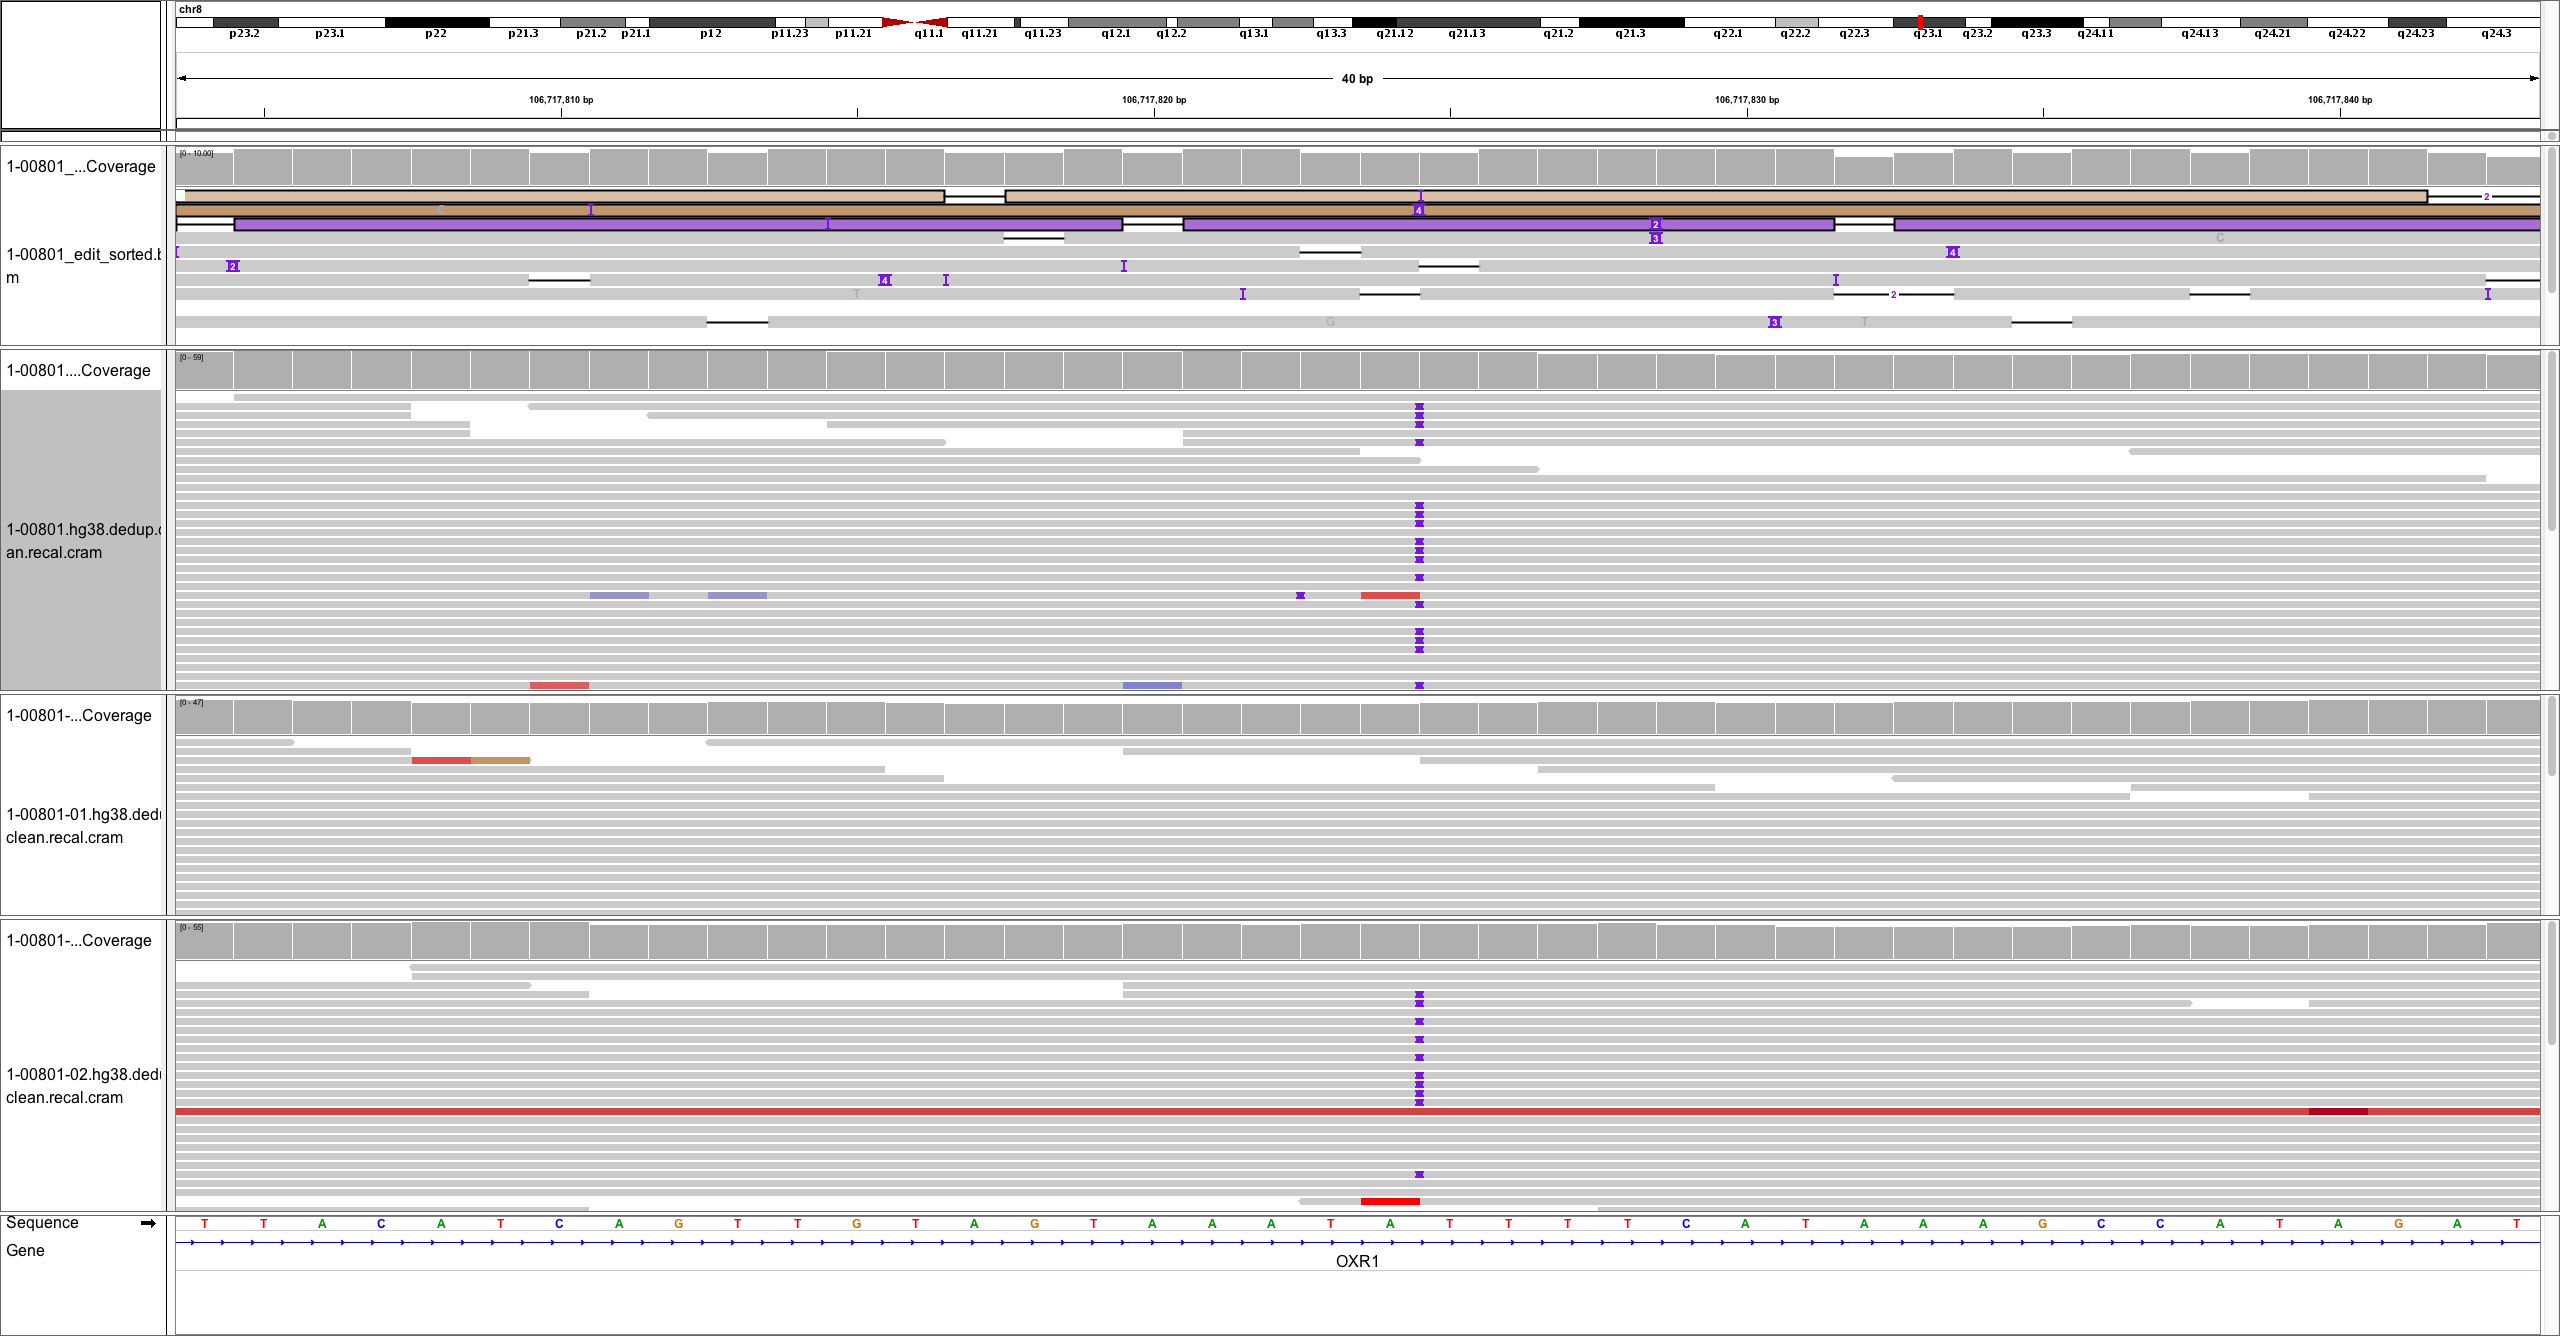 chr8
p23.2 p23.1 p22 p21.3 p21.2 p21.1 p12 p11.23 p11.21 q11.1 q11.21 q11.23 q12.1 q12.2 q13.1 q13.3 q21.12 q21.13 q21.2 q21.3 q22.1 q22.2 q22.3 q23.1 q23.2 q23.3 q24.11 q24.13 q24.21 q24.22 q24.23 q24.3
40 bp
106,717,810 bp 106,717,820 bp 106,717,830 bp 106,717,840 bp
1-00801_...Coverage
[0 - 10.00]
2
C 4
2
3 C
1-00801_edit_sorted.b
4
2
m
4
T 2
G 3 T
1-00801....Coverage
[0 - 59]
1-00801.hg38.dedup.c
an.recal.cram
1-00801-...Coverage
[0 - 47]
1-00801-01.hg38.dedu
clean.recal.cram
1-00801-...Coverage
[0 - 55]
1-00801-02.hg38.dedu
clean.recal.cram
Sequence T T A C A T C A G T T G T A G T A A A T A T T T T C A T A A A G C C A T A G A T
Gene
OXR1